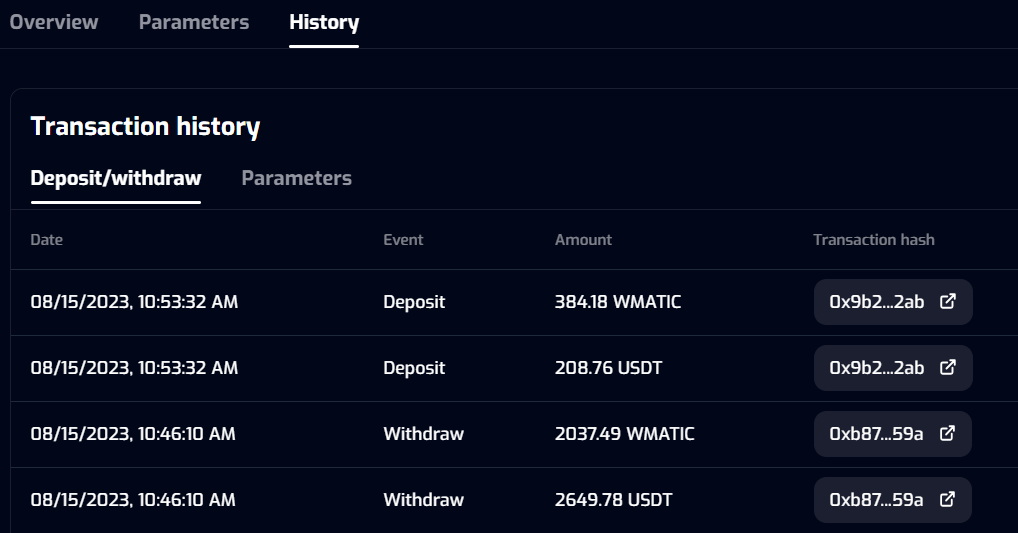 Overview Parameters History
Transaction history
Deposit/withdraw Parameters
Date Event Amount Transaction hash
08/15/2023, 10:53:32 AM Deposit 384.18 WMATIC 0x9b2...2ab
08/15/2023, 10:53:32 AM Deposit 208.76 USDT 0x9b2...2ab
08/15/2023, 10:46:10 AM Withdraw 2037.49 WMATIC 0xb87...59a
08/15/2023, 10:46:10 AM Withdraw 2649.78 USDT 0xb87...59a